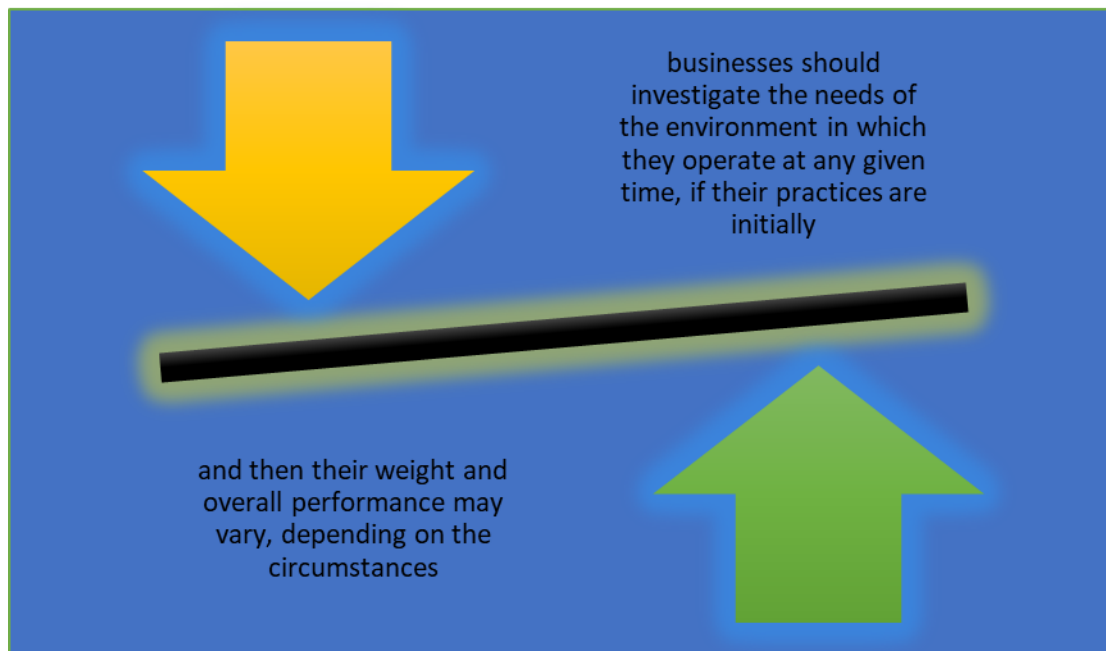 businesses should
investigate the needs of
the environment in which
they operate at any given
time, if their practices are
initially
and then their weight and
overall performance may
vary, depending on the
circumstances